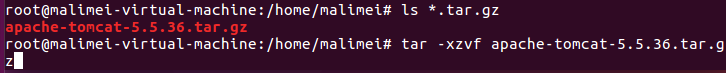 root@malimei-virtual-machine:/home/malimei# ls *.tar.gz
apache-tomcat-5.5.36.tar.gz
root@malimei-virtual-machine:/home/malimei# tar -xzvf apache-tomcat-5.5.36.tar.g
z